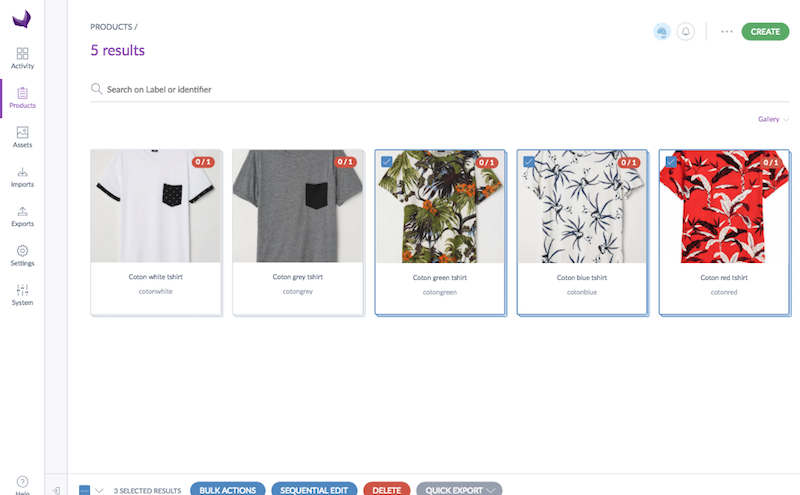 PRODUCTS /
5 results
CREATE
Activity
Products
Assets
Imports
Exports
Settings
System
Help
Search on Label or identifier
Gallery
0 / 1
0 / 1
0 / 1
0 / 1
0 / 1
Coton white tshirt
cotonwhite
Coton grey tshirt
cotongrey
Coton green tshirt
cotongreen
Coton blue tshirt
cotonblue
Coton red tshirt
cotonred
3 SELECTED RESULTS
BULK ACTIONS
SEQUENTIAL EDIT
DELETE
QUICK EXPORT